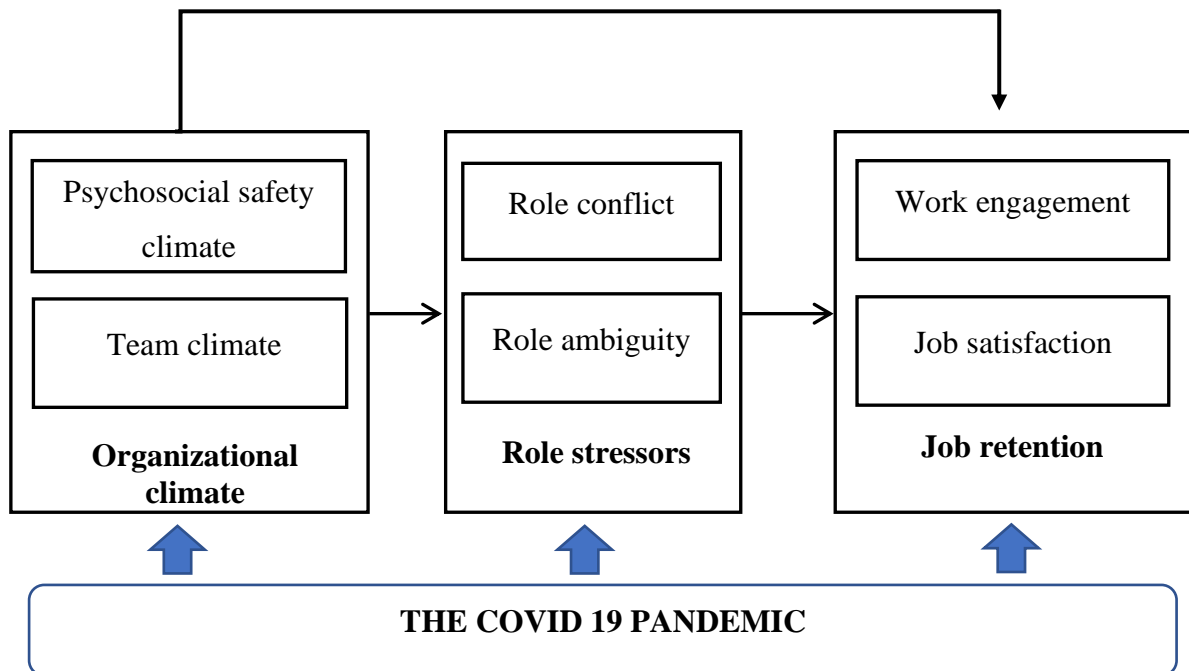 Psychosocial safety
climate
Team climate
Organizational
climate
Role conflict
Role ambiguity
Role stressors
Work engagement
Job satisfaction
Job retention
THE COVID 19 PANDEMIC